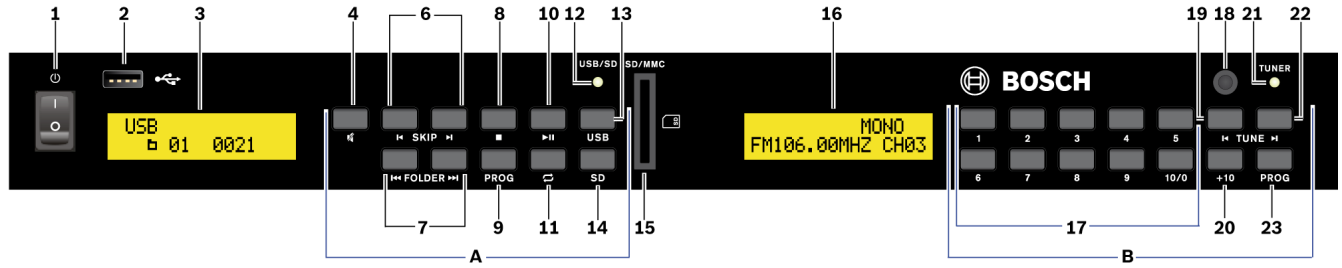 1 2 3 4 6 8 10 12 13 16 19 18 21 22
USB/SD SD/MMC
BOSCH
TUNER
USB
01 0021
MONO
FM106.00MHZ CH03
SKIP USB
1 2 3 4 5 TUNE
FOLDER PROG SD
SD
6 7 8 9 10/0 +10 PROG
7 9 11 14 15 17 20 23
A B